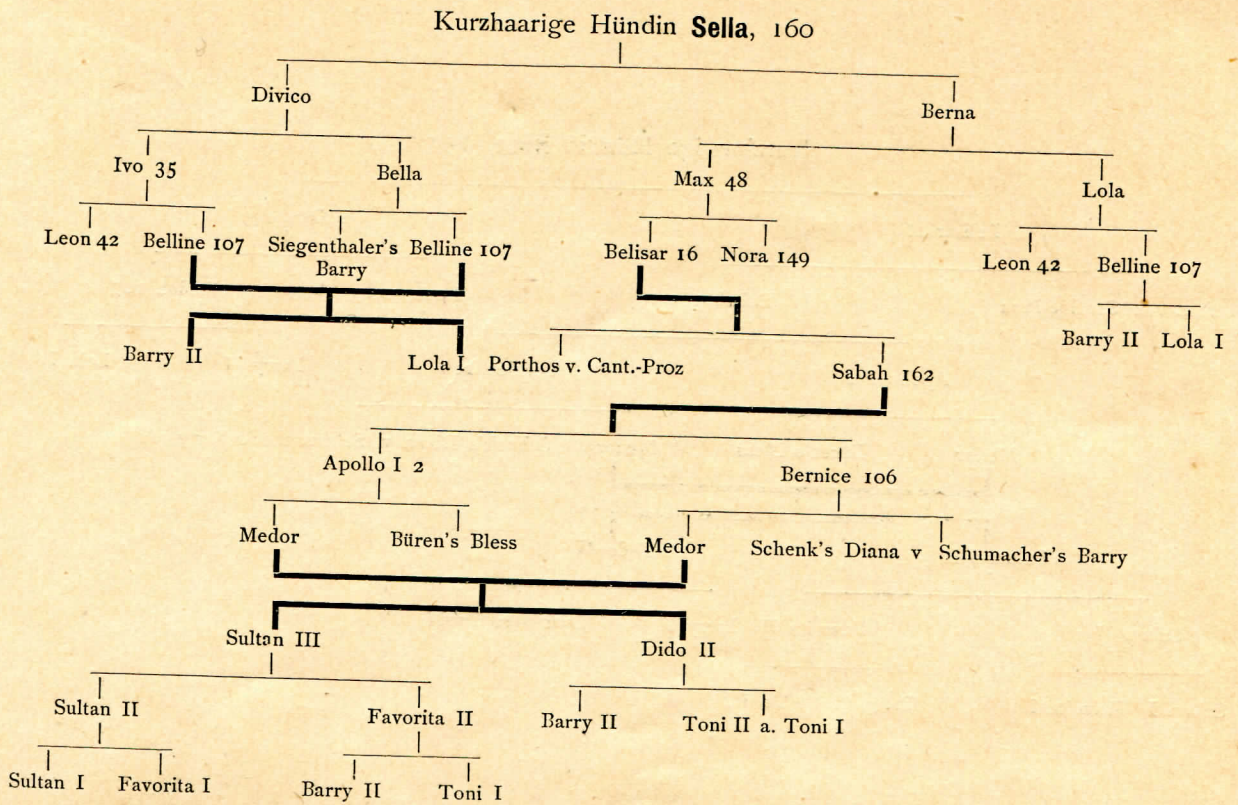 Kurzhaarige Hündin Sella, 160
Divico
Berna
Ivo 35
Bella
Max 48
Lola
Leon 42
Belline 107
Siegenthaler's
Barry
Belline 107
Belisar 16
Nora 149
Leon 42
Belline 107
Barry II
Lola I
Barry II
Lola I
Porthos v. Cant.-Proz
Sabah 162
Apollo I 2
Bernice 106
Medor
Büren's Bless
Medor
Schenk's Diana v Schumacher's Barry
Sultan III
Dido II
Sultan II
Favorita II
Barry II
Toni II a. Toni I
Sultan I
Favorita I
Barry II
Toni I